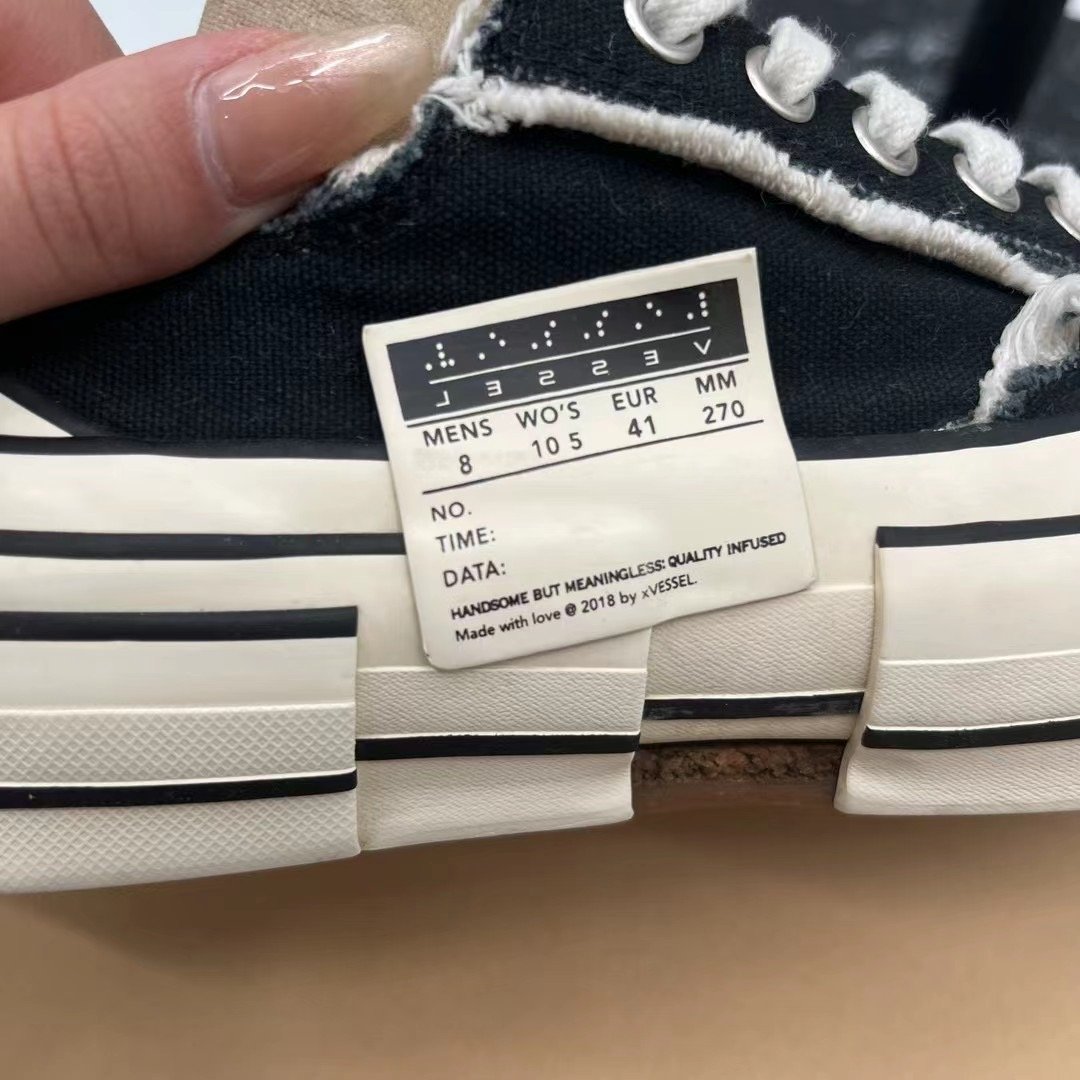 VESSEL
MENS WO'S EUR MM
8 10 5 41 270
NO.
TIME:
DATA:
HANDSOME BUT MEANINGLESS: QUALITY INFUSED
Made with love @ 2018 by xVESSEL.